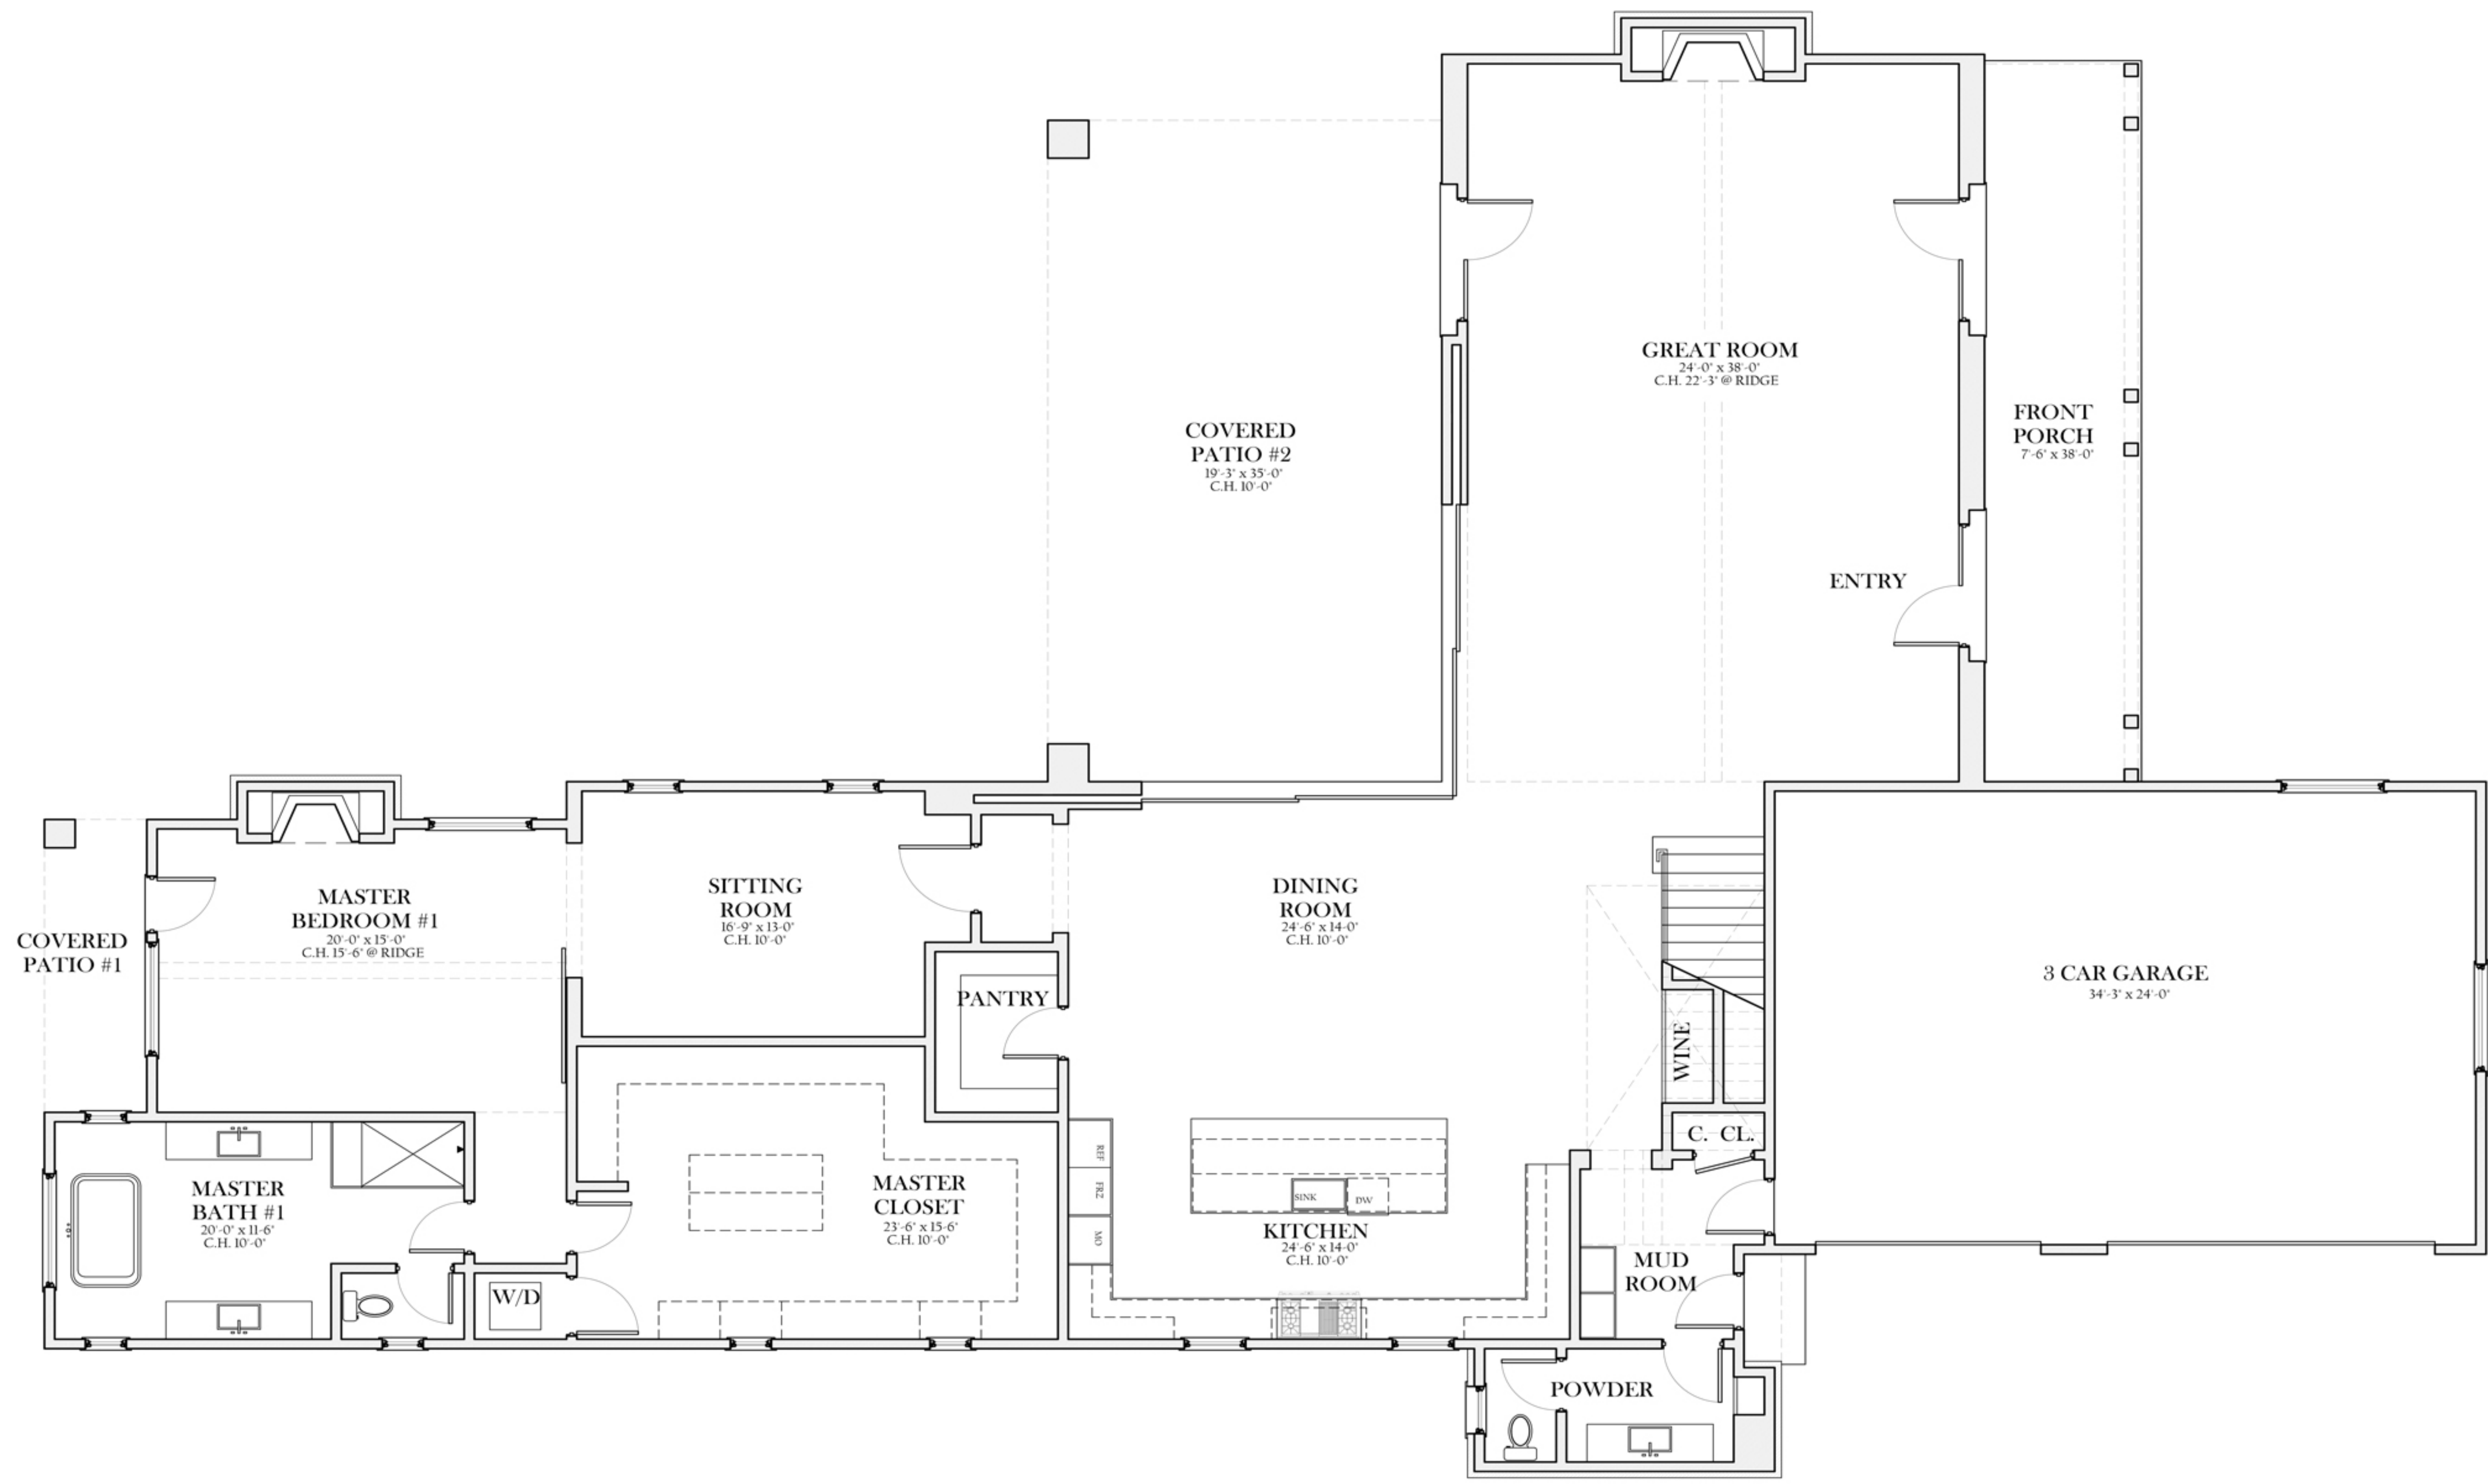 GREAT ROOM
24'-0" x 38'-0"
C.H. 22'-3" @ RIDGE
FRONT
PORCH
7'-6" x 38'-0"
COVERED
PATIO #2
19'-3" x 35'-0"
C.H. 10'-0"
ENTRY
MASTER
BEDROOM #1
20'-0" x 15'-0"
C.H. 15'-6" @ RIDGE
COVERED
PATIO #1
SITTING
ROOM
16'-9" x 13-0"
C.H. 10'-0"
DINING
ROOM
24'-6" x 14-0"
C.H. 10'-0"
PANTRY
WINE
3 CAR GARAGE
34'-3" x 24'-0"
C. CL.
REF
FRZ
MO
SINK
DW
MASTER
BATH #1
20'-0" x 11-6"
C.H. 10'-0"
MASTER
CLOSET
23'-6" x 15-6"
C.H. 10'-0"
KITCHEN
24'-6" x 14-0"
C.H. 10'-0"
MUD
ROOM
W/D
POWDER